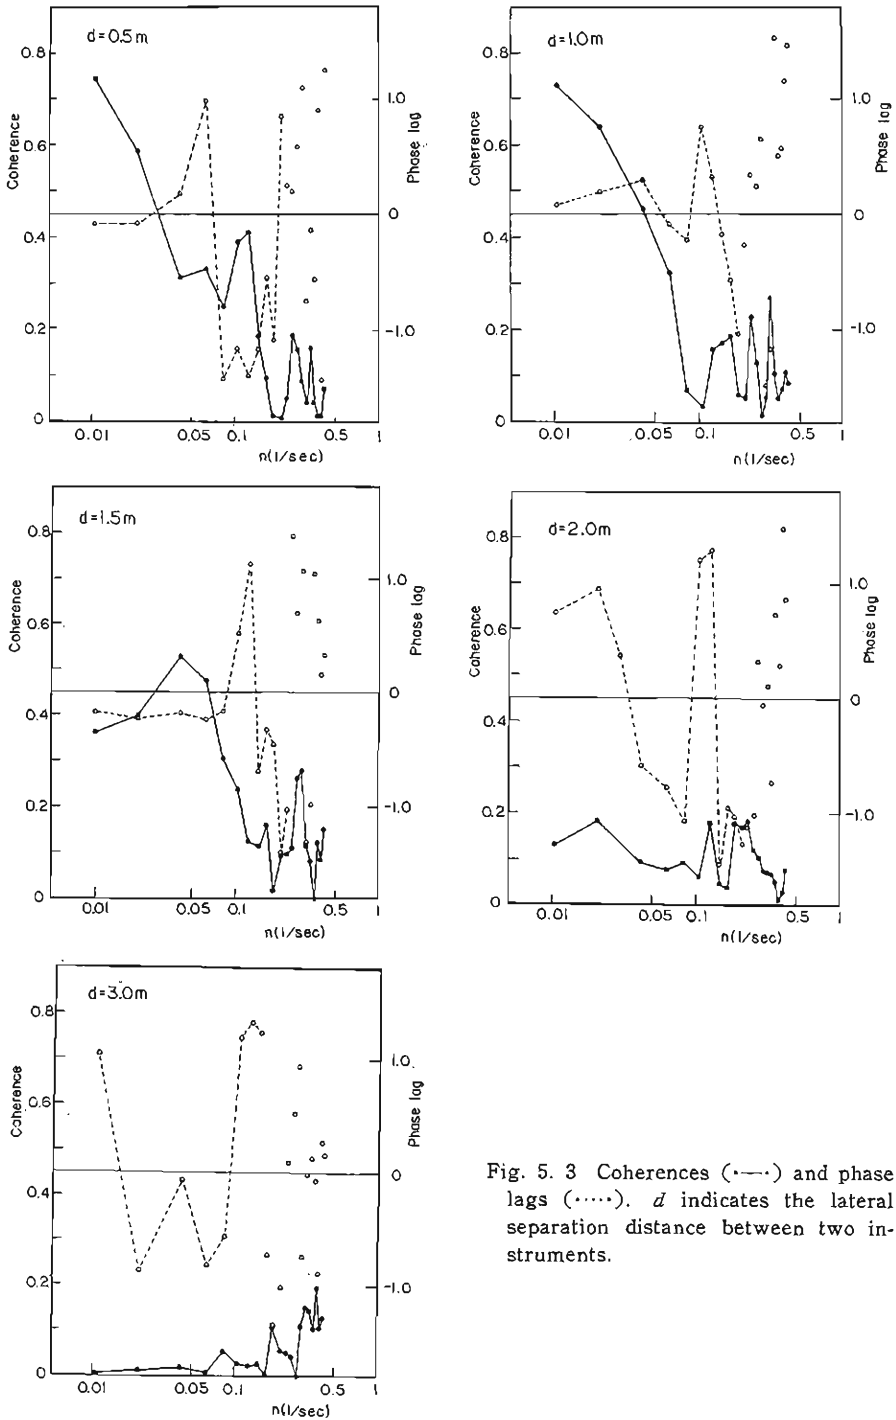 d=0.5m
0.8
0.6
0.4
0.2
0
Coherence
1.0
0
-1.0
Phase lag
0.01
0.05
0.1
0.5
1
n(1/sec)
d=1.0m
0.8
0.6
0.4
0.2
0
Coherence
1.0
0
-1.0
Phase lag
0.01
0.05
0.1
0.5
1
n(1/sec)
d=1.5m
0.8
0.6
0.4
0.2
0
Coherence
1.0
0
-1.0
Phase lag
0.01
0.05
0.1
0.5
1
n(1/sec)
d=2.0m
0.8
0.6
0.4
0.2
0
Coherence
1.0
0
-1.0
Phase lag
0.01
0.05
0.1
0.5
1
n(1/sec)
d=3.0m
0.8
0.6
0.4
0.2
0
Coherence
1.0
0
-1.0
Phase lag
0.01
0.05
0.1
0.5
1
n(1/sec)
Fig. 5. 3 Coherences (•—•) and phase
lags (•····•). d indicates the lateral
separation distance between two in-
struments.